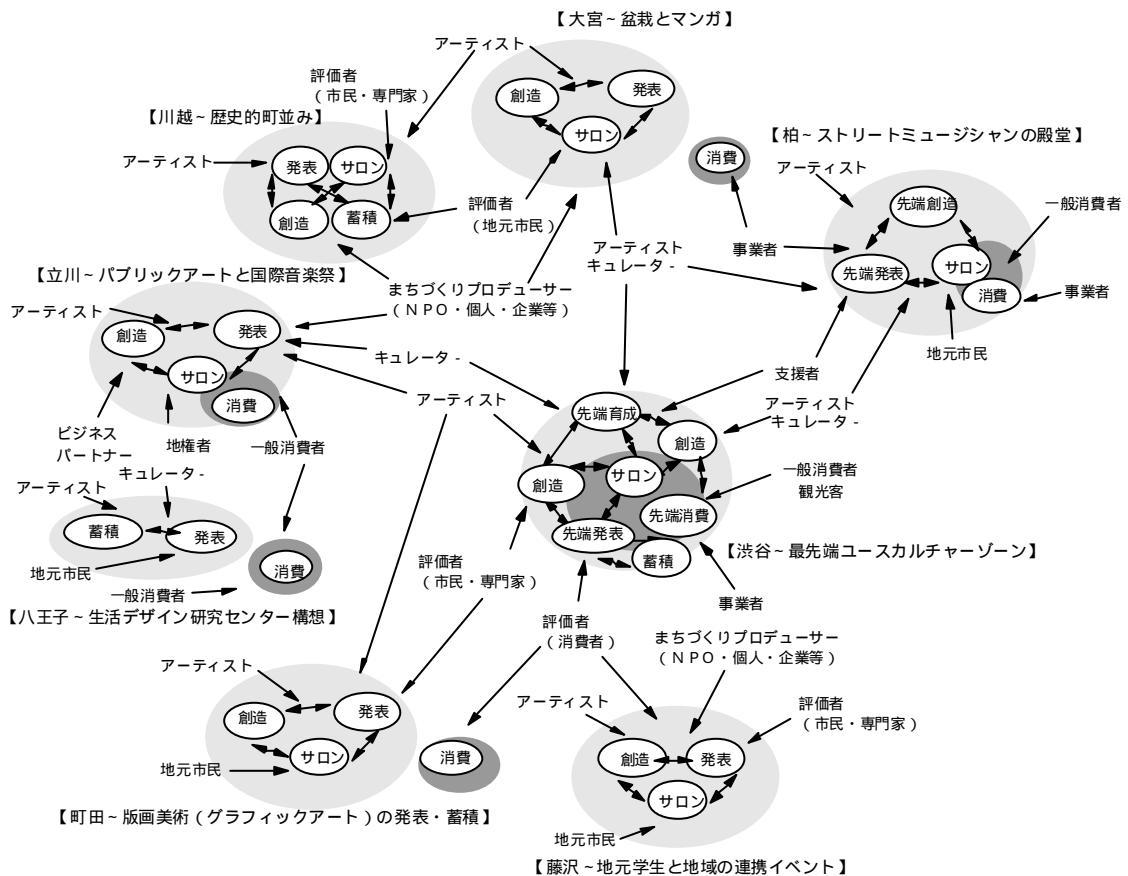 【大宮～盆栽とマンガ】
アーティスト
創造
発表
サロン
消費
評価者
（市民・専門家）
【川越～歴史的町並み】
アーティスト
発表
サロン
創造
蓄積
評価者
（地元市民）
【柏～ストリートミュージシャンの殿堂】
アーティスト
先端創造
一般消費者
事業者
先端発表
サロン
消費
事業者
地元市民
アーティスト
キュレータ-
まちづくりプロデューサー
（ＮＰＯ・個人・企業等）
【立川～パブリックアートと国際音楽祭】
アーティスト
創造
発表
サロン
消費
ビジネス
パートナー
地権者
一般消費者
キュレータ-
アーティスト
支援者
アーティスト
キュレータ-
先端育成
創造
サロン
創造
先端消費
先端発表
蓄積
一般消費者
観光客
【渋谷～最先端ユースカルチャーゾーン】
事業者
キュレータ-
アーティスト
蓄積
発表
地元市民
消費
一般消費者
【八王子～生活デザイン研究センター構想】
評価者
（市民・専門家）
評価者
（消費者）
まちづくりプロデューサー
（ＮＰＯ・個人・企業等）
アーティスト
創造
発表
サロン
地元市民
消費
【町田～版画美術（グラフィックアート）の発表・蓄積】
アーティスト
評価者
（市民・専門家）
創造
発表
サロン
地元市民
【藤沢～地元学生と地域の連携イベント】